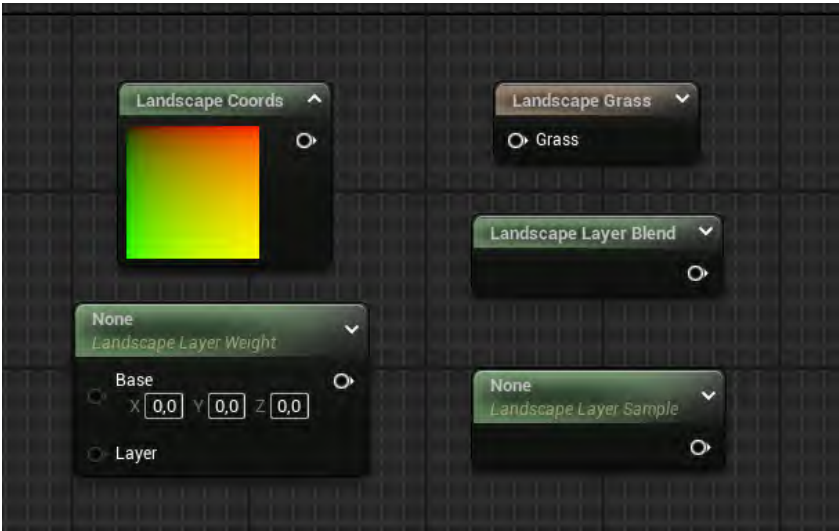 Landscape Coords
Landscape Grass
Grass
Landscape Layer Blend
None
Landscape Layer Weight
Base
X 0,0 Y 0,0 Z 0,0
Layer
None
Landscape Layer Sample